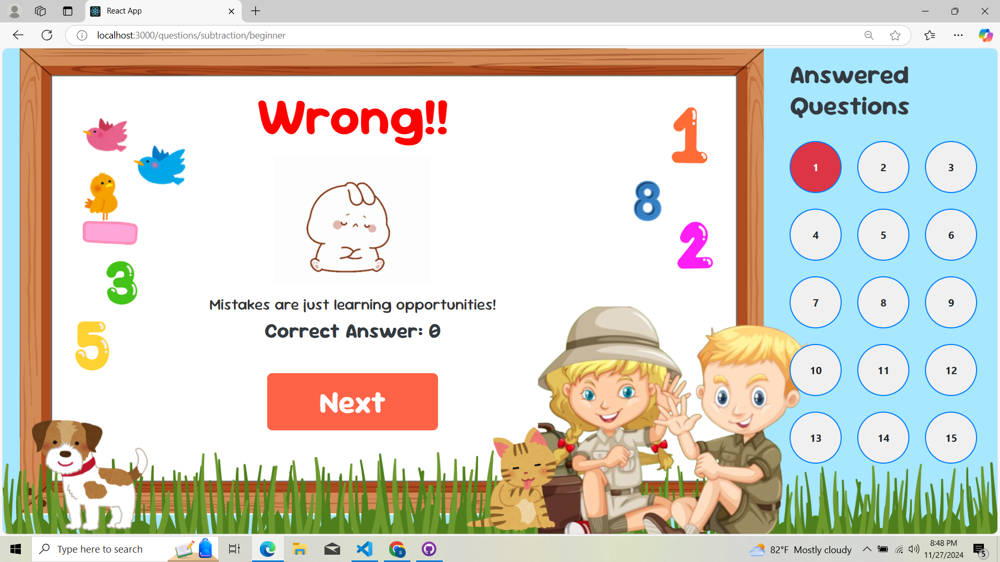 React App
localhost:3000/questions/subtraction/beginner
Wrong!!
Mistakes are just learning opportunities!
Correct Answer: 0
Next
1
8
2
3
5
Answered
Questions
1 2 3
4 5 6
7 8 9
10 11 12
13 14 15
Type here to search
82°F Mostly cloudy
8:48 PM
11/27/2024
5